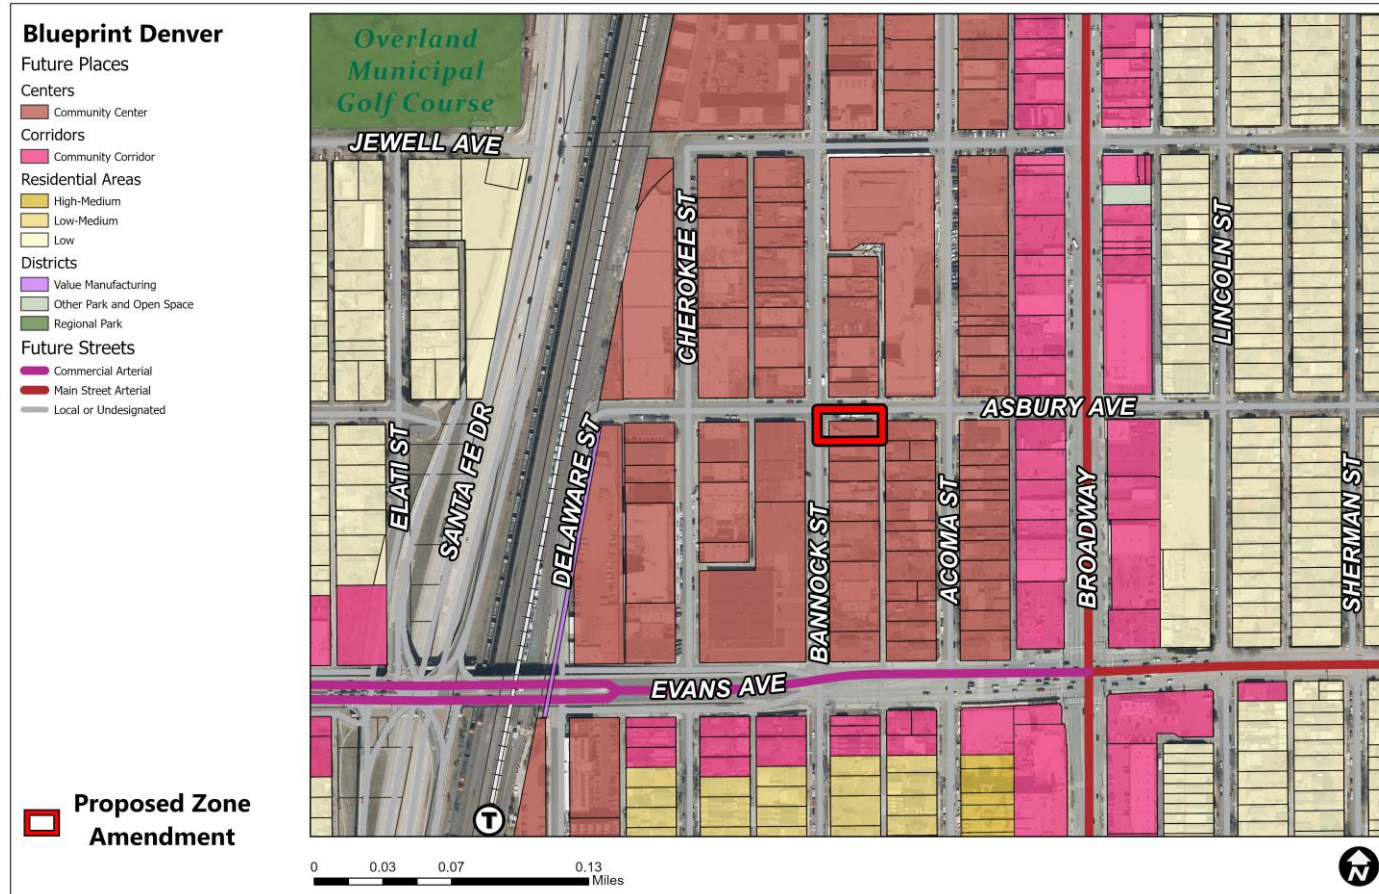 Blueprint Denver
Future Places
Centers
Community Center
Corridors
Community Corridor
Residential Areas
High-Medium
Low-Medium
Low
Districts
Value Manufacturing
Other Park and Open Space
Regional Park
Future Streets
Commercial Arterial
Main Street Arterial
Local or Undesignated
Proposed Zone
Amendment
Overland
Municipal
Golf Course
JEWELL AVE
CHEROKEE ST
LINCOLN ST
ASBURY AVE
ELATI ST
SANTA FE DR
DELAWARE ST
BANNOCK ST
ACOMA ST
BROADWAY
SHERMAN ST
EVANS AVE
T
0 0.03 0.07 0.13
Miles
N